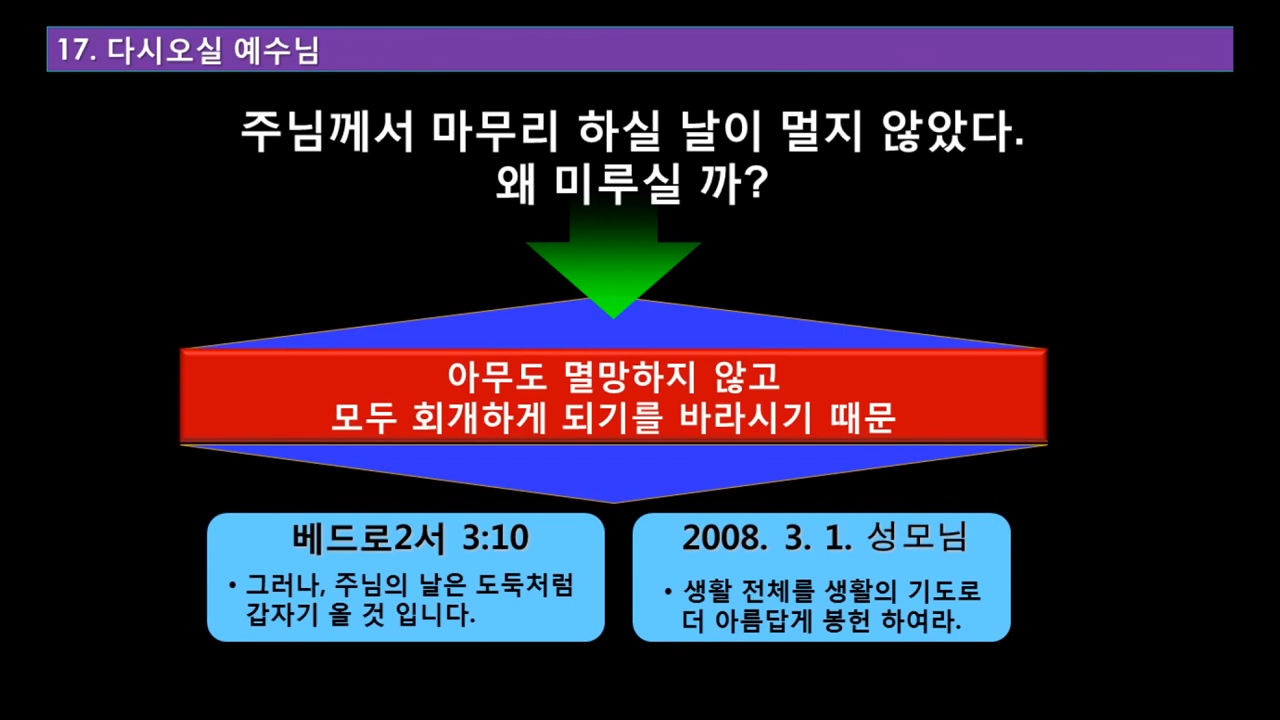 17. 다시오실 예수님
주님께서 마무리 하실 날이 멀지 않았다.
왜 미루실 까?
아무도 멸망하지 않고
모두 회개하게 되기를 바라시기 때문
베드로2서 3:10
• 그러나, 주님의 날은 도둑처럼
갑자기 올 것 입니다.
2008. 3. 1. 성모님
• 생활 전체를 생활의 기도로
더 아름답게 봉헌 하여라.